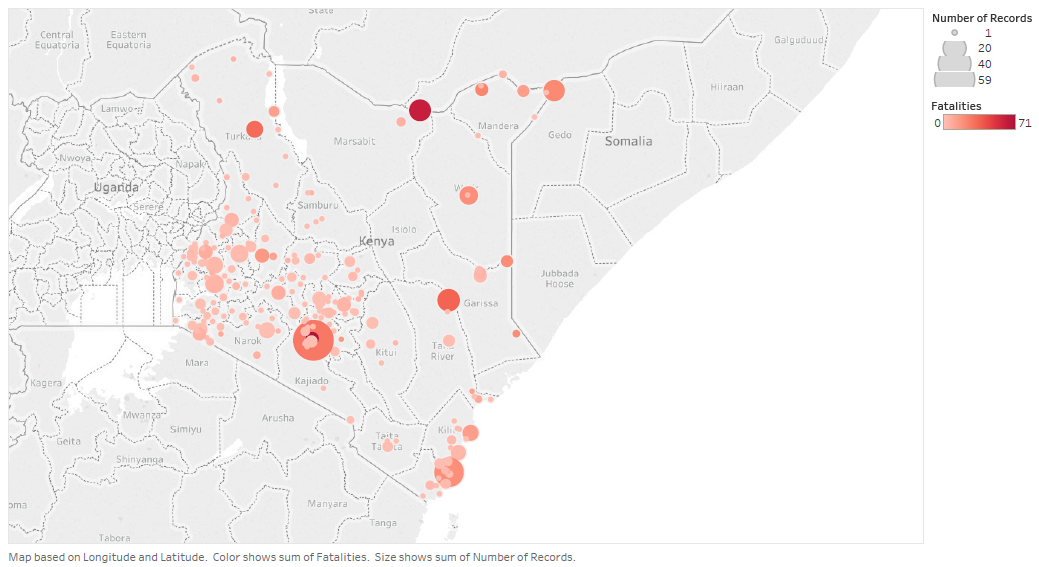 State
Central
Equatoria
Eastern
Equatoria
Galguduud
Hiiraan
Lamwo
Turkana
Marsabit
Mandera
Gedo
Somalia
Nwoya
Napak
Uganda
Serere
Samburu
Isiolo
Kenya
Jubbada
Hoose
Garissa
Narok
Kitui
Tana
River
Mara
Kajiado
Kagera
Mwanza
Simiyu
Arusha
Geita
Shinyanga
Taita
Taveta
Manyara
Tanga
Tabora
Number of Records
1
20
40
59
Fatalities
0 71
Map based on Longitude and Latitude. Color shows sum of Fatalities. Size shows sum of Number of Records.